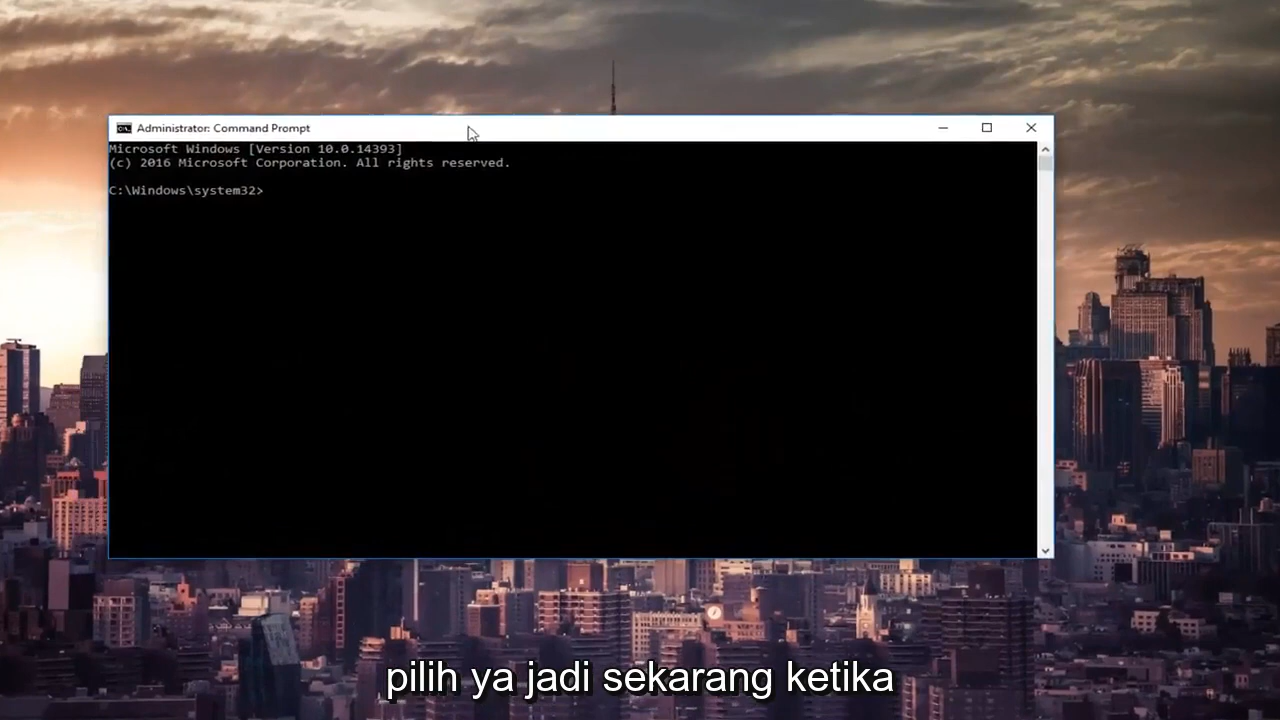 Administrator: Command Prompt
Microsoft Windows [Version 10.0.14393]
(c) 2016 Microsoft Corporation. All rights reserved.
C:\Windows\system32>
pilih ya jadi sekarang ketika